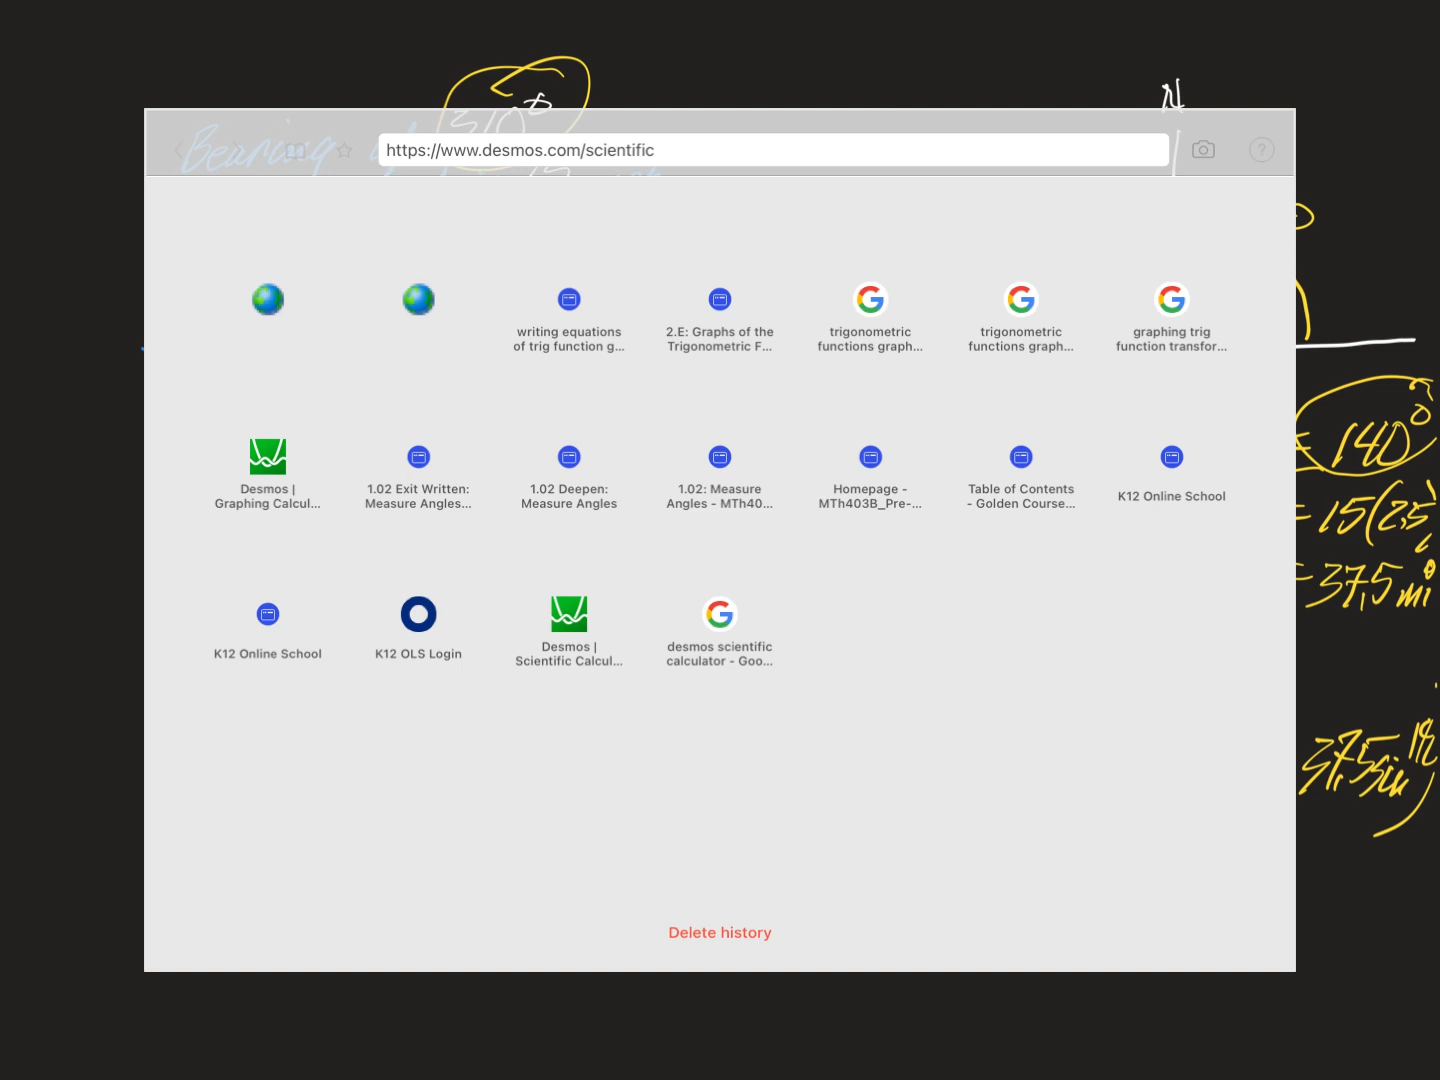 310°
N
Bearing
https://www.desmos.com/scientific
?
writing equations
of trig function g...
2.E: Graphs of the
Trigonometric F...
trigonometric
functions graph...
trigonometric
functions graph...
graphing trig
function transfor...
= 140°
Desmos |
Graphing Calcul...
1.02 Exit Written:
Measure Angles...
1.02 Deepen:
Measure Angles
1.02: Measure
Angles - MTh40...
Homepage -
MTh403B_Pre-...
Table of Contents
- Golden Course...
K12 Online School
= 15(2,5
= 37,5 mi
K12 Online School
K12 OLS Login
Desmos |
Scientific Calcul...
desmos scientific
calculator - Goo...
37,5 sin
Delete history